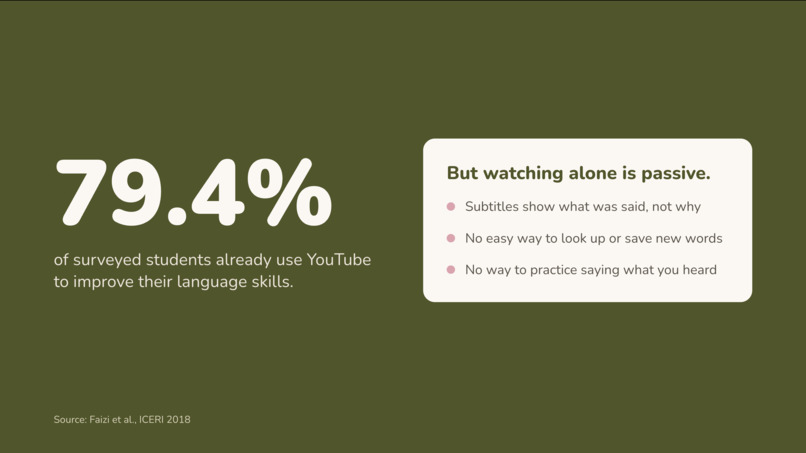 79.4%
of surveyed students already use YouTube
to improve their language skills.
But watching alone is passive.
Subtitles show what was said, not why
No easy way to look up or save new words
No way to practice saying what you heard
Source: Faizi et al., ICERI 2018